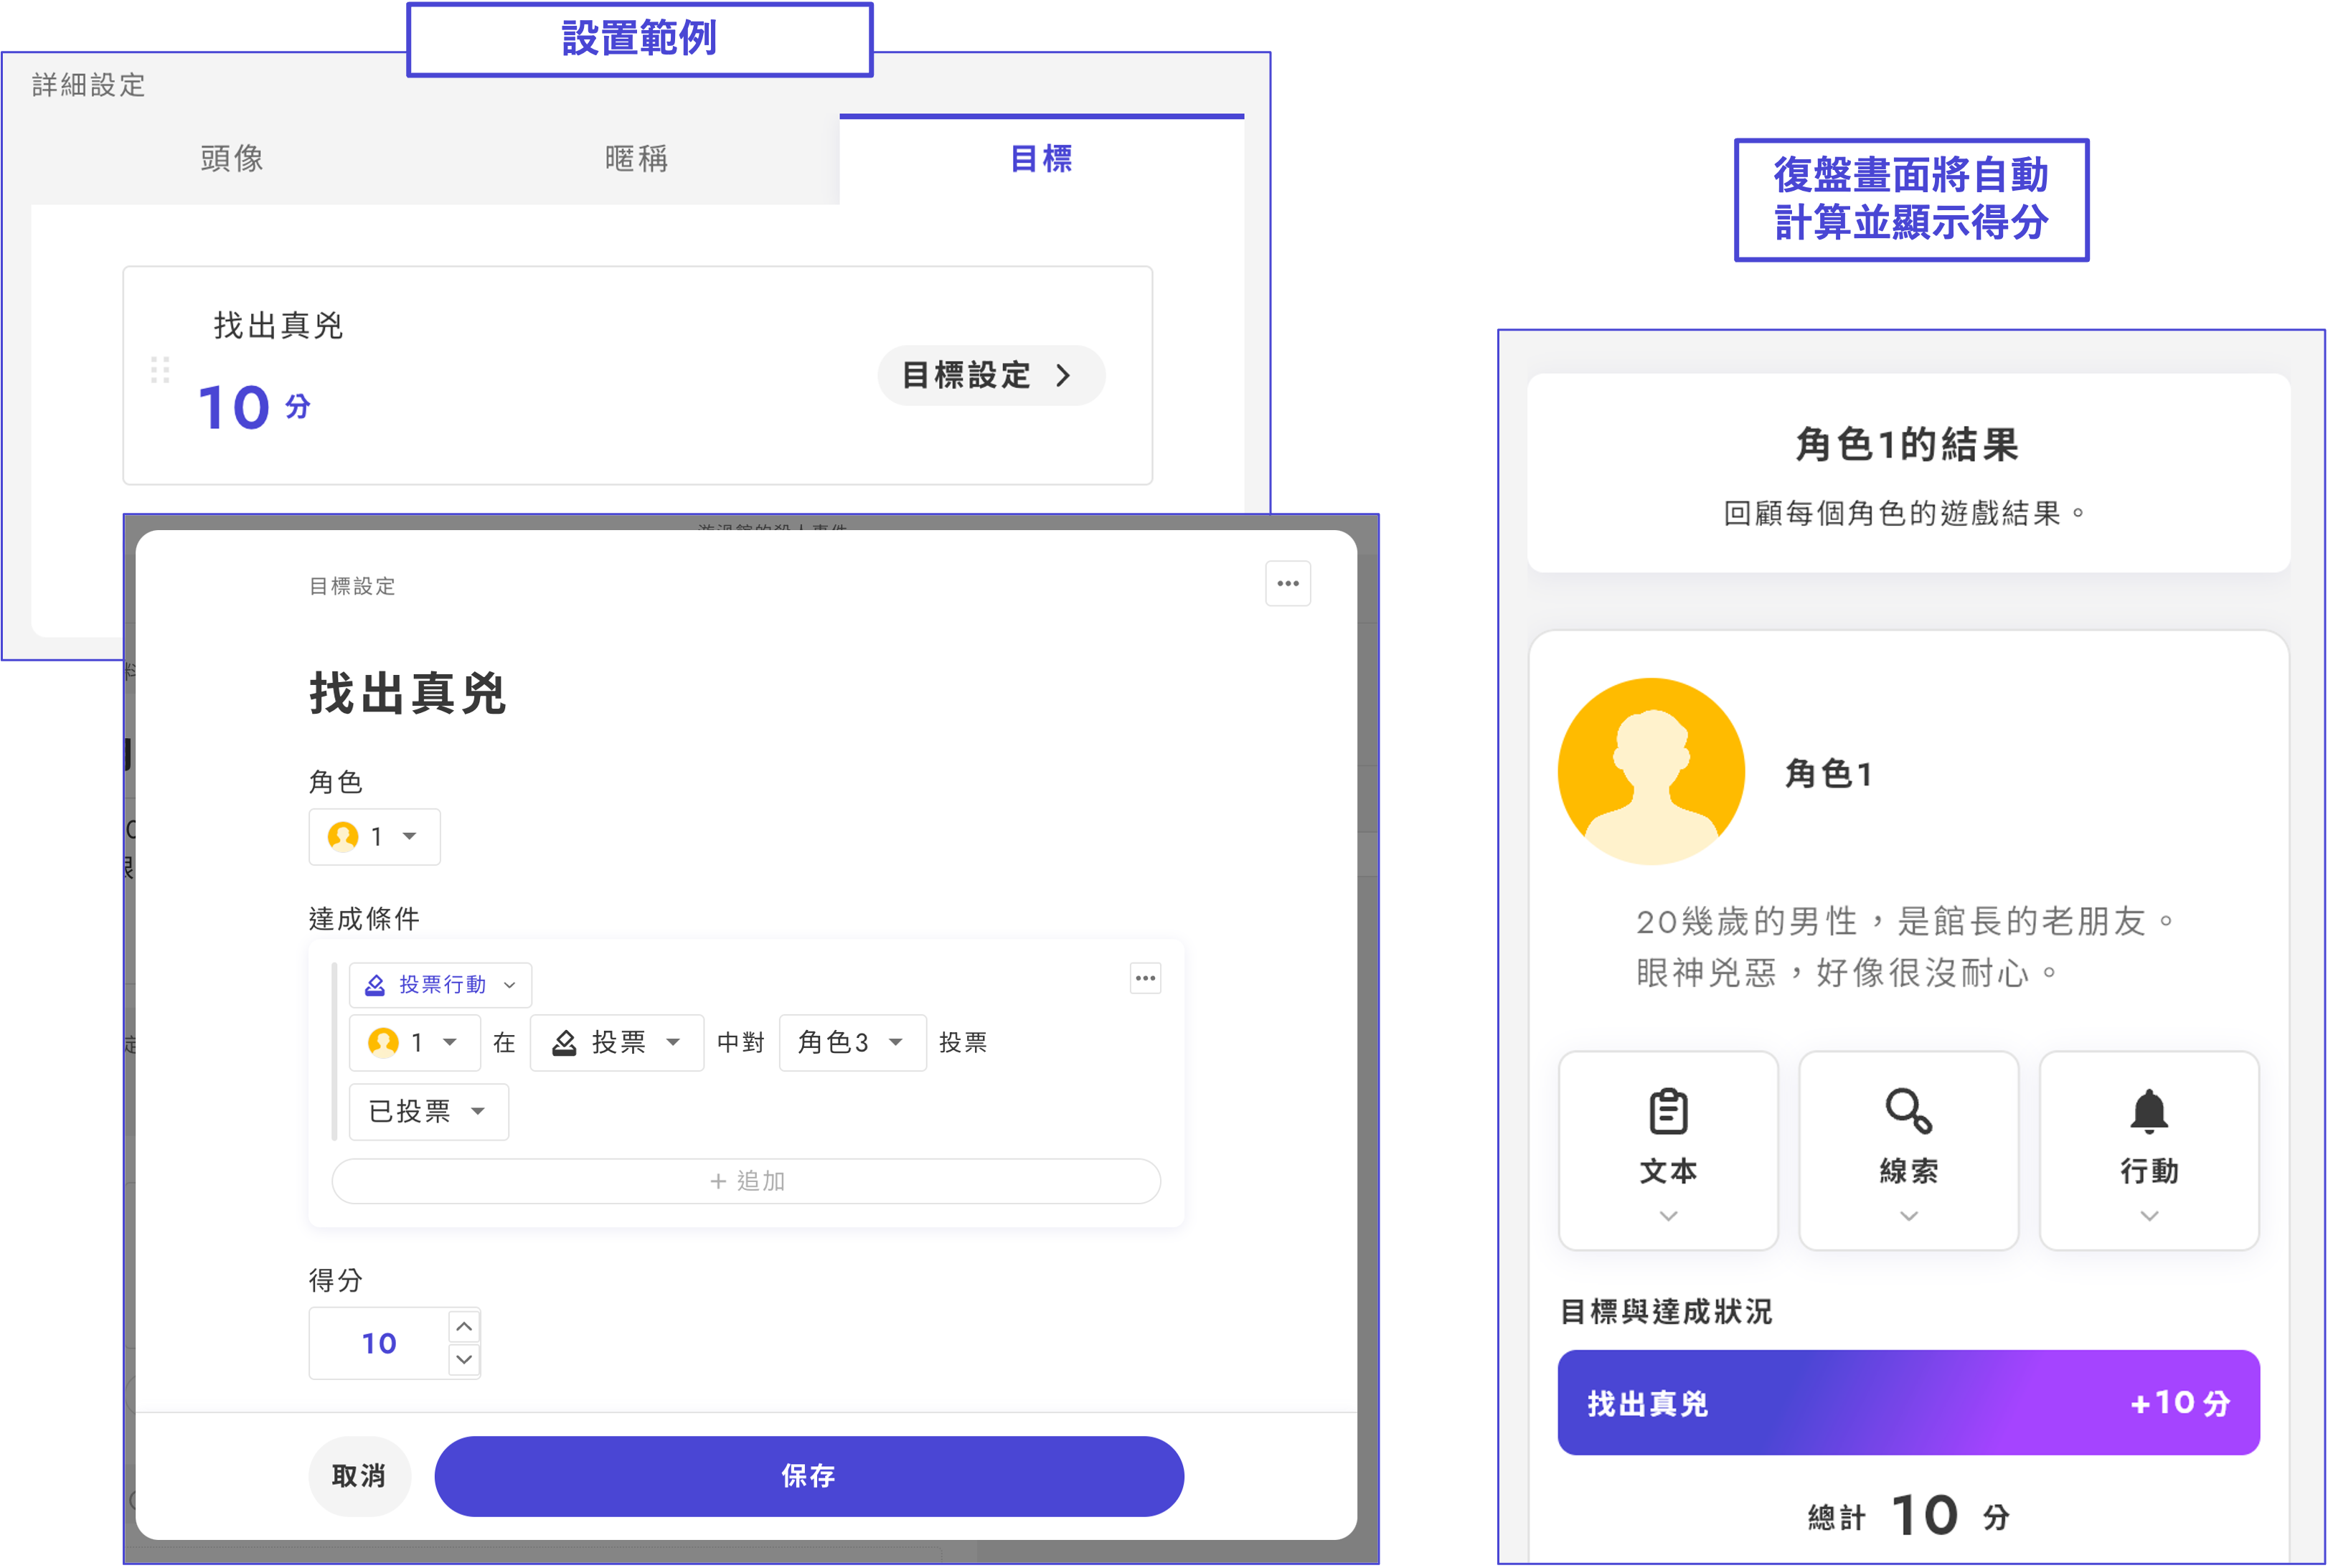 設置範例
詳細設定
頭像
暱稱
目標
找出真兇
10 分
目標設定
目標設定
找出真兇
角色
1
達成條件
投票行動
1 在 投票 中對 角色3 投票
已投票
+ 追加
得分
10
取消
保存
復盤畫面將自動
計算並顯示得分
角色1的結果
回顧每個角色的遊戲結果。
角色1
20幾歲的男性,是館長的老朋友。
眼神兇惡,好像很沒耐心。
文本
線索
行動
目標與達成狀況
找出真兇 +10 分
總計 10 分